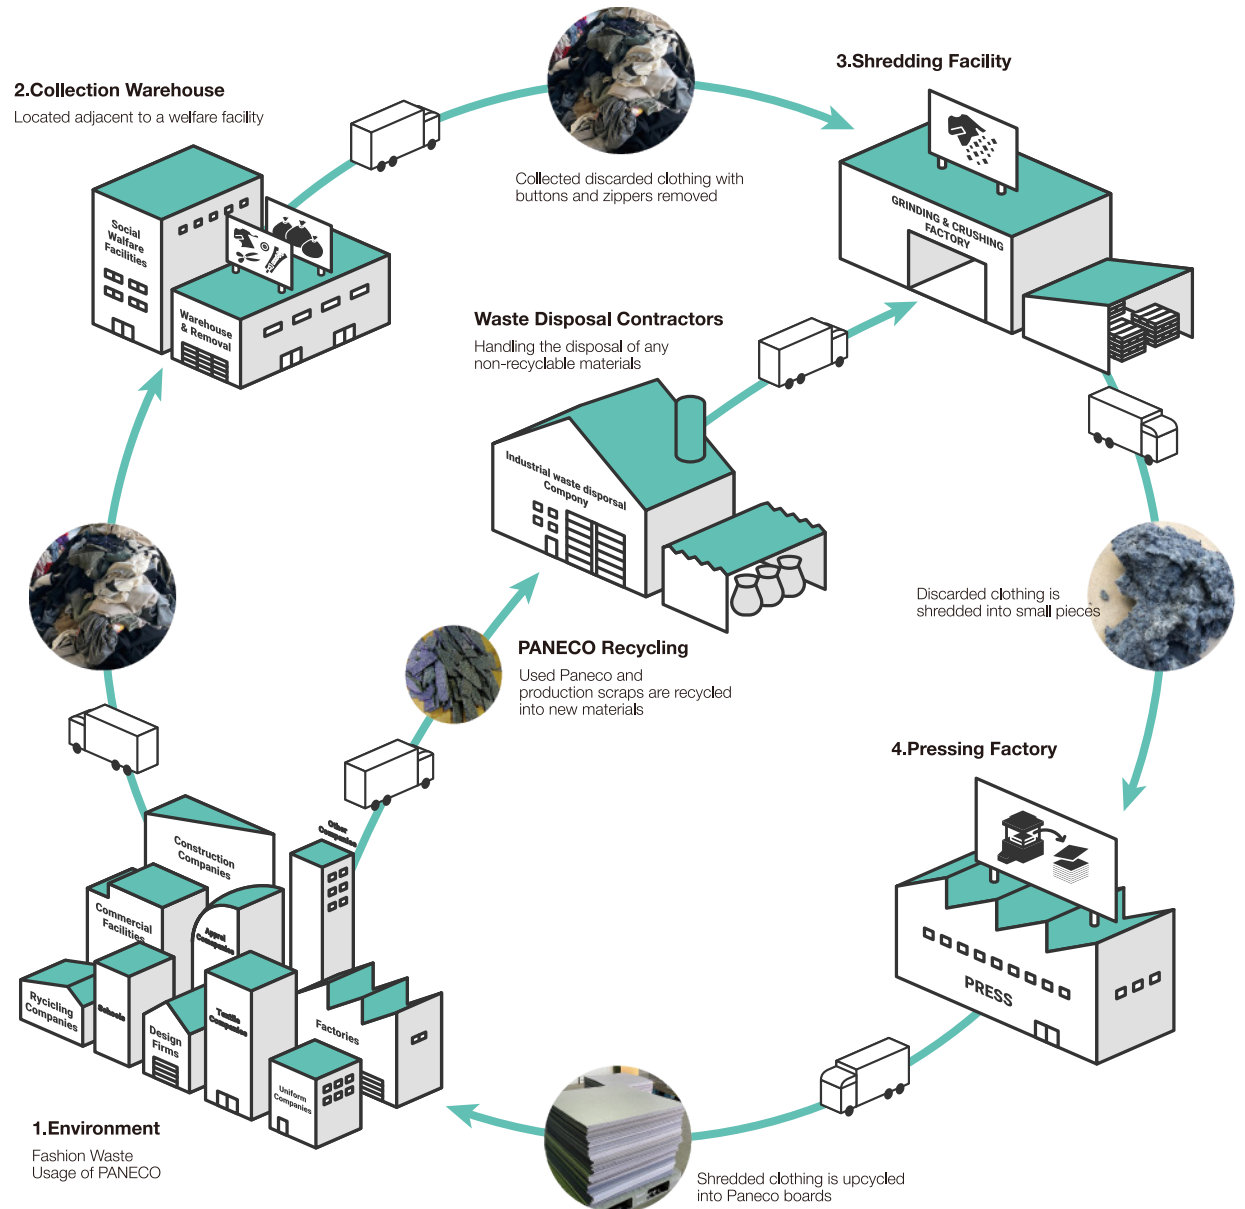 2.Collection Warehouse
Located adjacent to a welfare facility
Social
Welfare
Facilities
Warehouse
& Removal
Collected discarded clothing with
buttons and zippers removed
3.Shredding Facility
GRINDING & CRUSHING
FACTORY
Waste Disposal Contractors
Handling the disposal of any
non-recyclable materials
Industrial waste disporsal
Compony
Discarded clothing is
shredded into small pieces
PANECO Recycling
Used Paneco and
production scraps are recycled
into new materials
4.Pressing Factory
PRESS
Other
Companies
Construction
Companies
Commercial
Facilities
Apprel
Comepanies
Rycicling
Companies
Schools
Design
Firms
Textile
Companies
Factories
Uniform
Companies
1.Environment
Fashion Waste
Usage of PANECO
Shredded clothing is upcycled
into Paneco boards